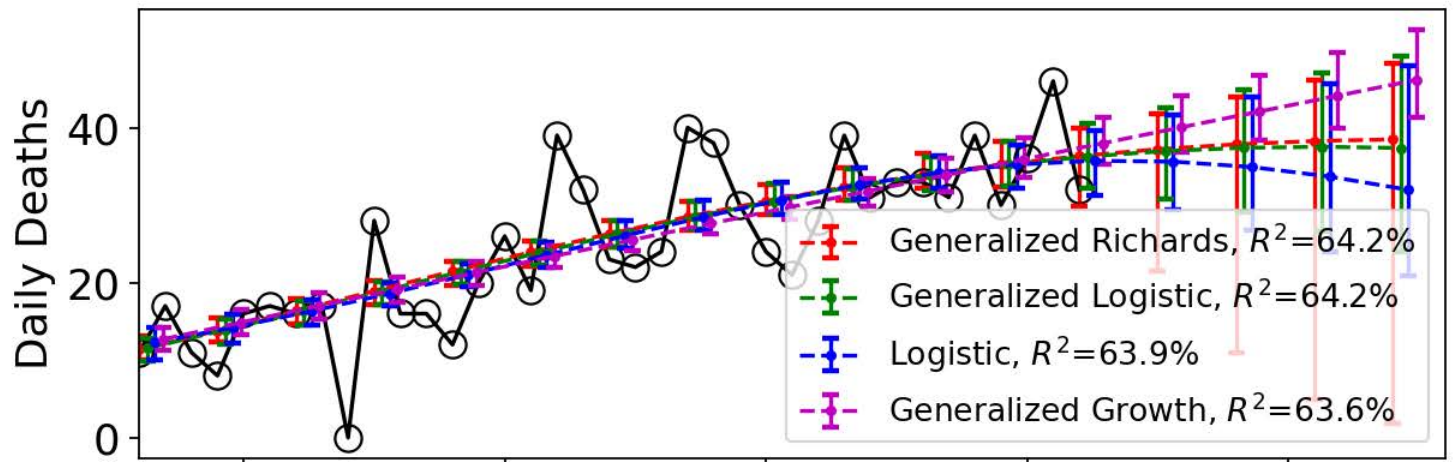 Daily Deaths
40
20
0
Generalized Richards, R²=64.2%
Generalized Logistic, R²=64.2%
Logistic, R²=63.9%
Generalized Growth, R²=63.6%